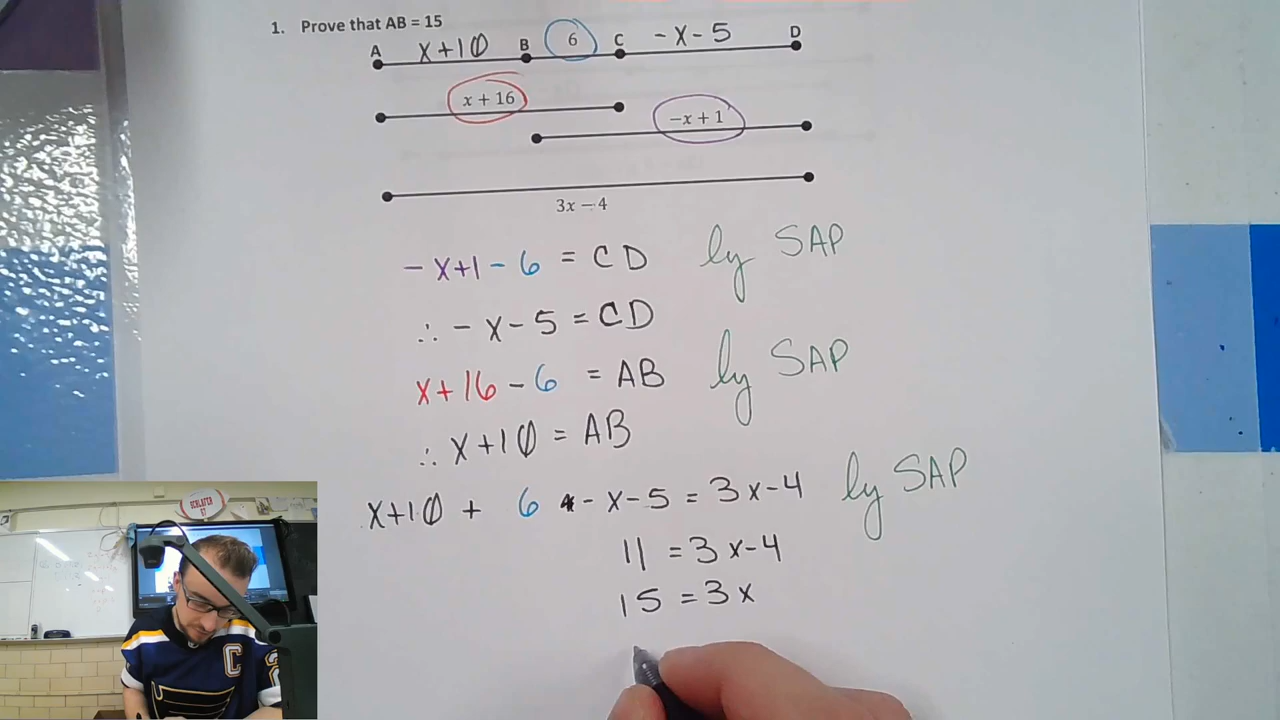 1. Prove that AB = 15
A x+10 B 6 C -x-5 D
x + 16
-x + 1
3x - 4
-x+1-6 = CD by SAP
∴ -x-5 = CD
x+16-6 = AB by SAP
∴ x+10 = AB
x+10 + 6 + -x-5 = 3x-4 by SAP
11 = 3x-4
15 = 3x
C